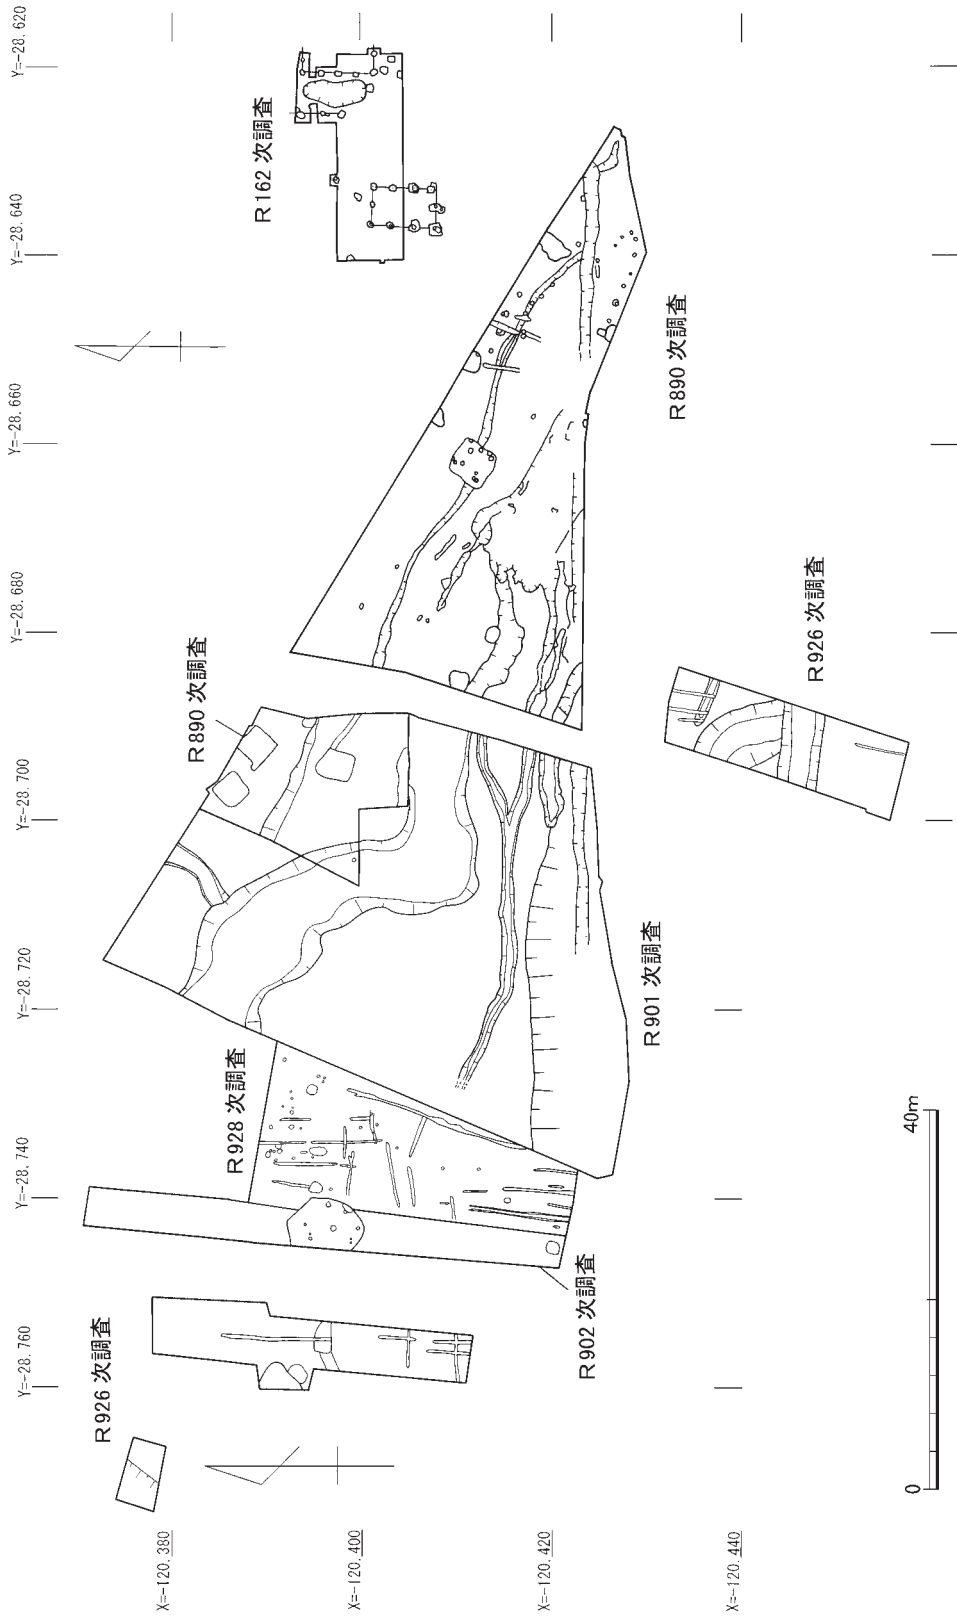 Y=-28.620
Y=-28.640
Y=-28.660
Y=-28.680
Y=-28.700
Y=-28.720
Y=-28.740
Y=-28.760
R162 次調査
R890 次調査
R890 次調査
R926 次調査
R901 次調査
R928 次調査
R902 次調査
R926 次調査
X=-120.380
X=-120.400
X=-120.420
X=-120.440
0
40m